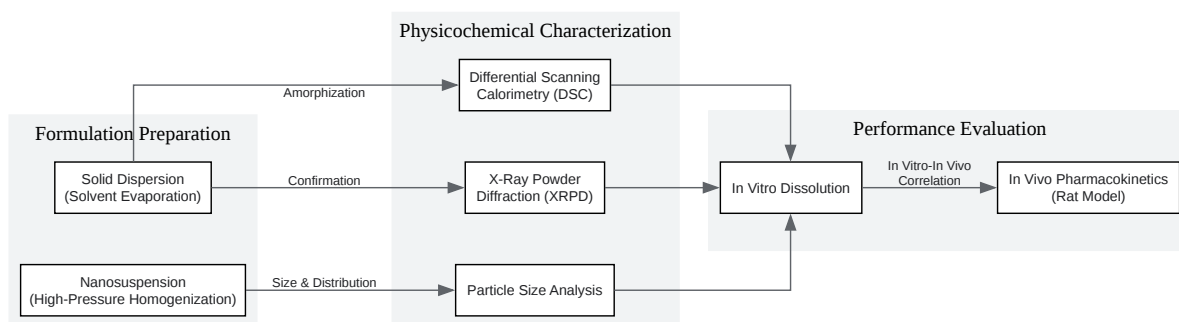 Physicochemical Characterization
Differential Scanning
Calorimetry (DSC)
Amorphization
Formulation Preparation
Performance Evaluation
Solid Dispersion
(Solvent Evaporation)
Confirmation
X-Ray Powder
Diffraction (XRPD)
In Vitro Dissolution
In Vitro-In Vivo
Correlation
In Vivo Pharmacokinetics
(Rat Model)
Nanosuspension
(High-Pressure Homogenization)
Size & Distribution
Particle Size Analysis